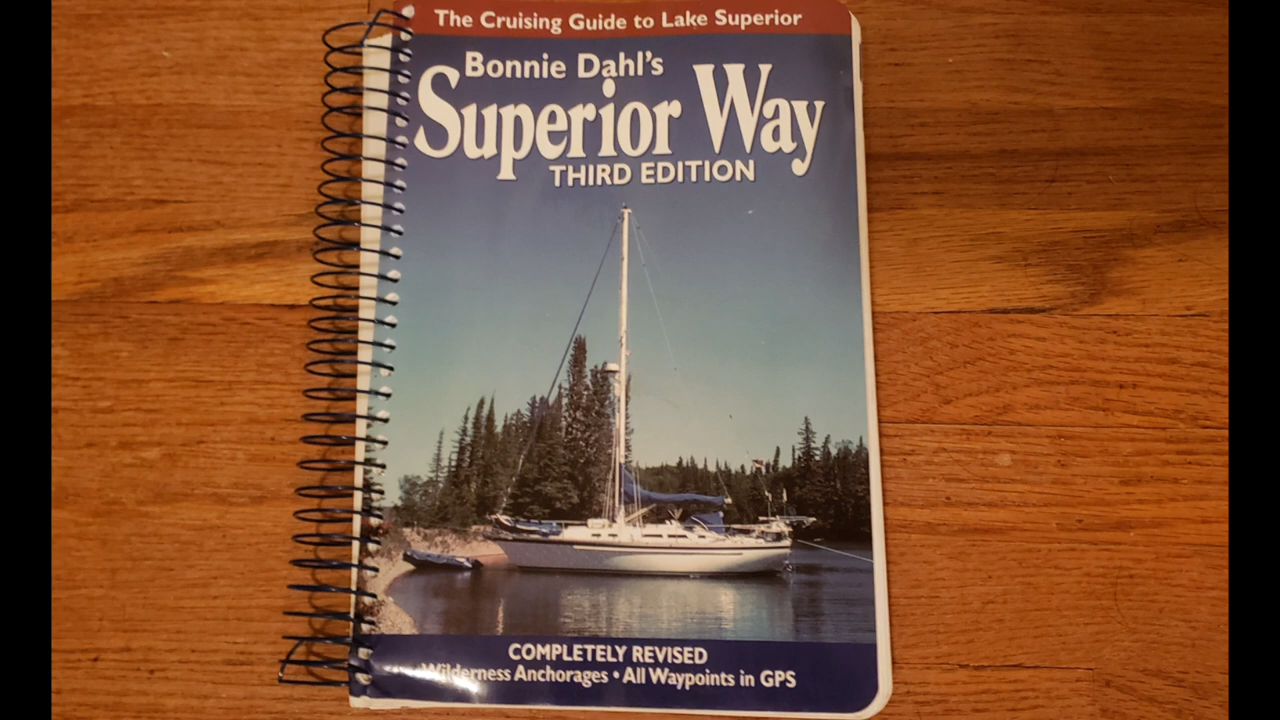 The Cruising Guide to Lake Superior
Bonnie Dahl's
Superior Way
THIRD EDITION
COMPLETELY REVISED
Wilderness Anchorages • All Waypoints in GPS